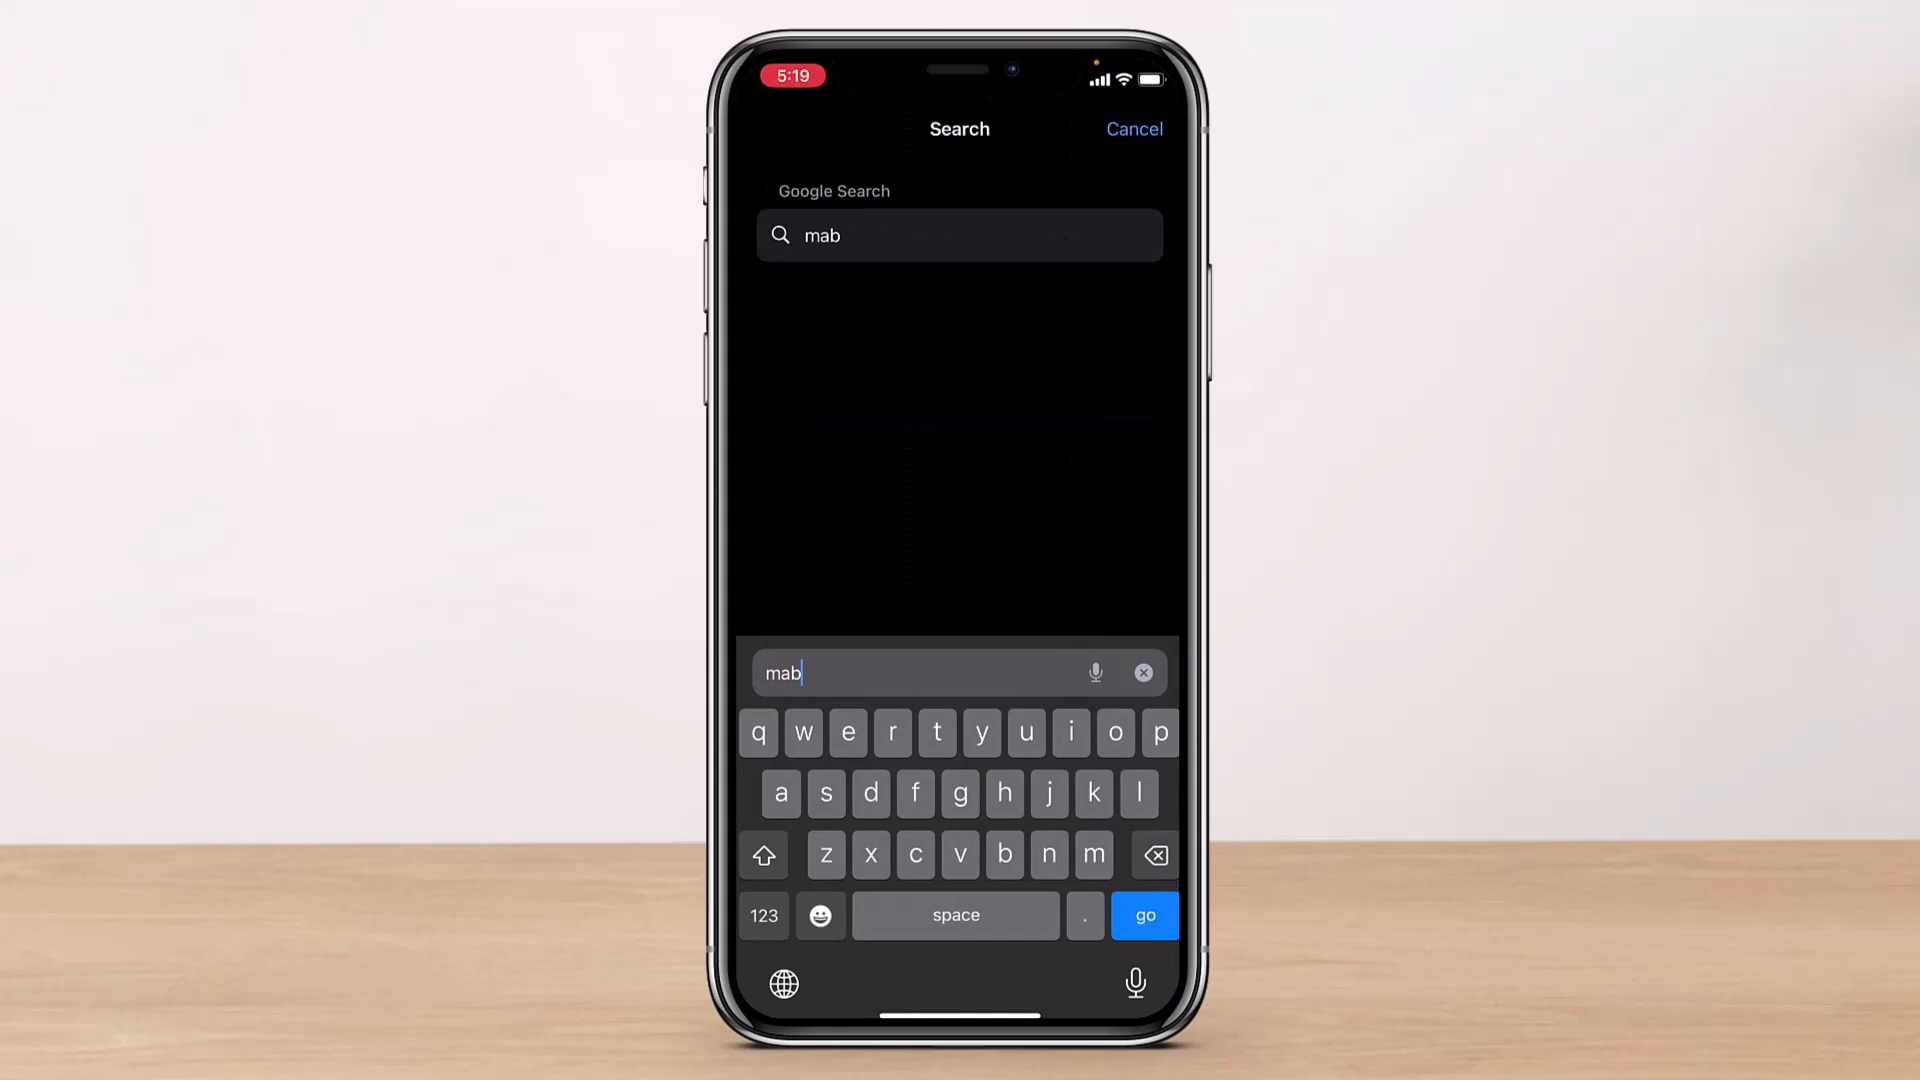 5:19
Search
Cancel
Google Search
mab
mab
q w e r t y u i o p
a s d f g h j k l
z x c v b n m
123
space
.
go